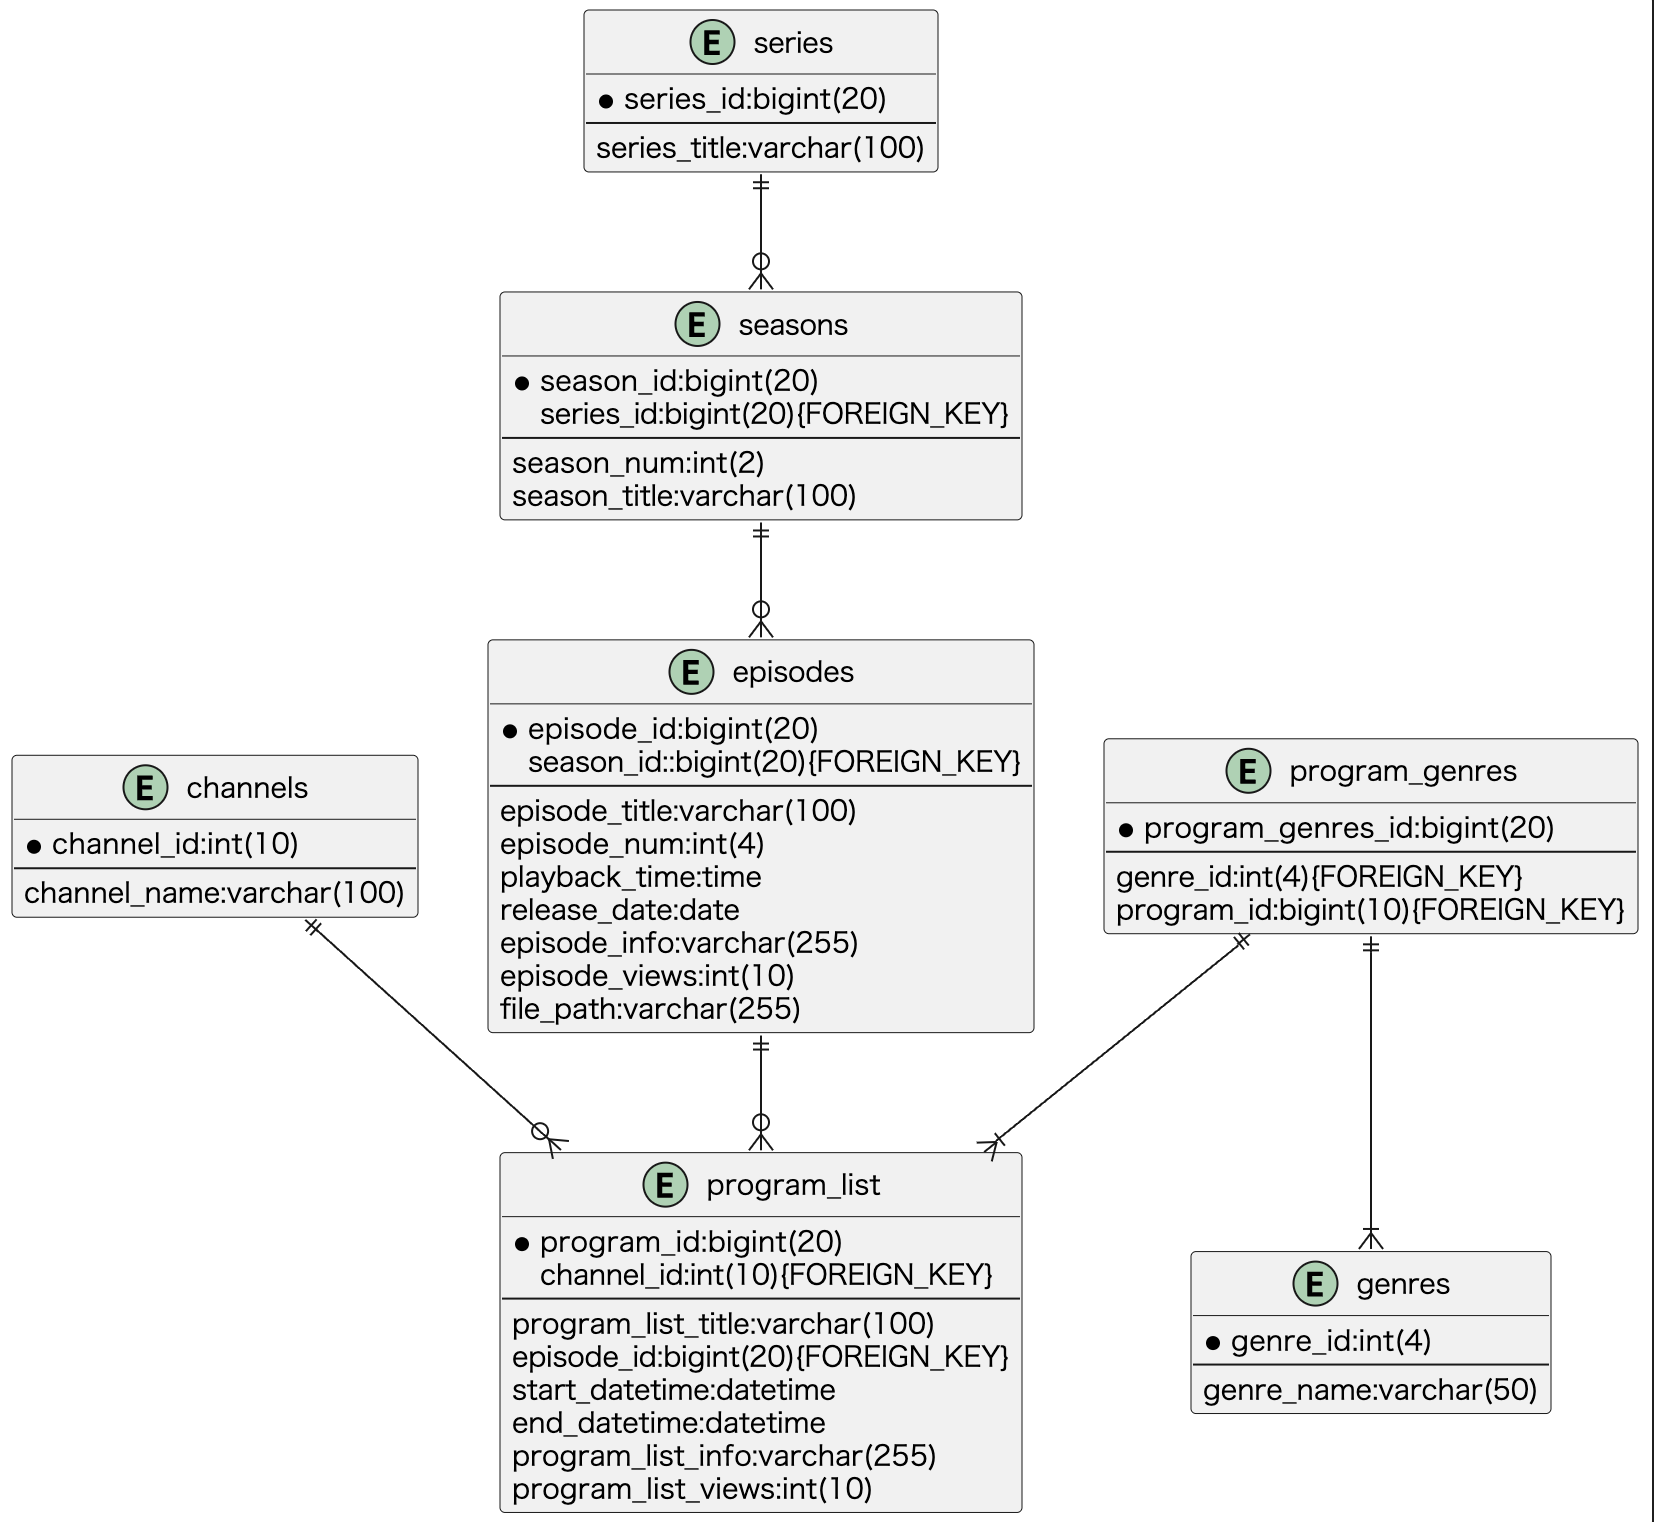 E series
series_id:bigint(20)
series_title:varchar(100)
E seasons
season_id:bigint(20)
series_id:bigint(20){FOREIGN_KEY}
season_num:int(2)
season_title:varchar(100)
E episodes
episode_id:bigint(20)
season_id::bigint(20){FOREIGN_KEY}
episode_title:varchar(100)
episode_num:int(4)
playback_time:time
release_date:date
episode_info:varchar(255)
episode_views:int(10)
file_path:varchar(255)
E channels
channel_id:int(10)
channel_name:varchar(100)
E program_genres
program_genres_id:bigint(20)
genre_id:int(4){FOREIGN_KEY}
program_id:bigint(10){FOREIGN_KEY}
E program_list
program_id:bigint(20)
channel_id:int(10){FOREIGN_KEY}
program_list_title:varchar(100)
episode_id:bigint(20){FOREIGN_KEY}
start_datetime:datetime
end_datetime:datetime
program_list_info:varchar(255)
program_list_views:int(10)
E genres
genre_id:int(4)
genre_name:varchar(50)